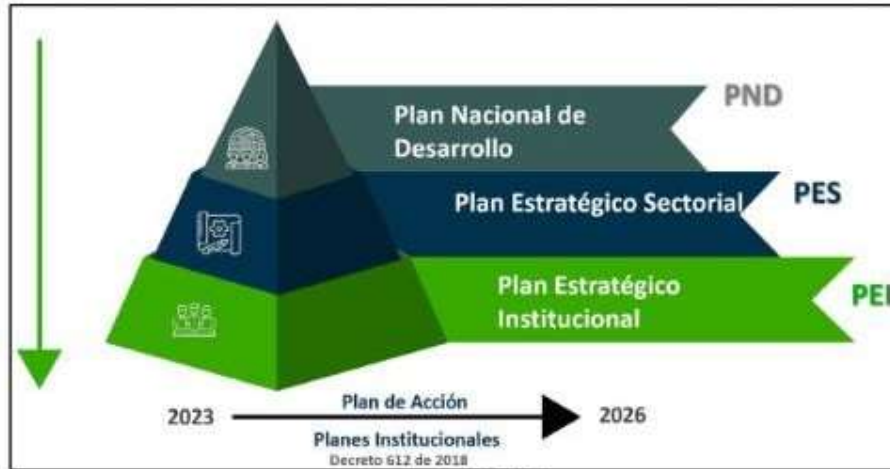 Plan Nacional de
Desarrollo
PND
Plan Estratégico Sectorial
PES
Plan Estratégico
Institucional
PEI
2023
Plan de Acción
2026
Planes Institucionales
Decreto 612 de 2018